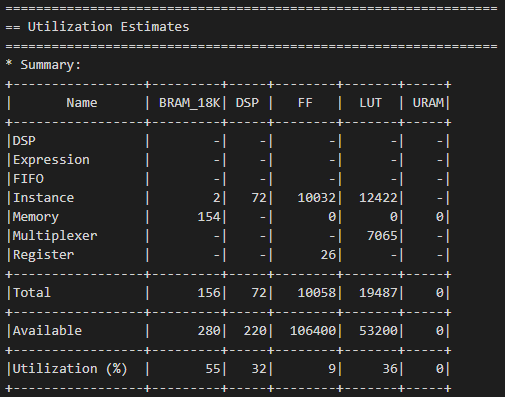 ================================================================
== Utilization Estimates
================================================================
* Summary:
+-----------------+---------+-----+--------+-------+-----+
|       Name      | BRAM_18K| DSP |   FF   |  LUT  | URAM|
+-----------------+---------+-----+--------+-------+-----+
|DSP              |        -|    -|       -|      -|    -|
|Expression       |        -|    -|       -|      -|    -|
|FIFO             |        -|    -|       -|      -|    -|
|Instance         |        2|   72|   10032|  12422|    -|
|Memory           |      154|    -|       0|      0|    0|
|Multiplexer      |        -|    -|       -|   7065|    -|
|Register         |        -|    -|      26|      -|    -|
+-----------------+---------+-----+--------+-------+-----+
|Total            |      156|   72|   10058|  19487|    0|
+-----------------+---------+-----+--------+-------+-----+
|Available        |      280|  220|  106400|  53200|    0|
+-----------------+---------+-----+--------+-------+-----+
|Utilization (%)  |       55|   32|       9|     36|    0|
+-----------------+---------+-----+--------+-------+-----+